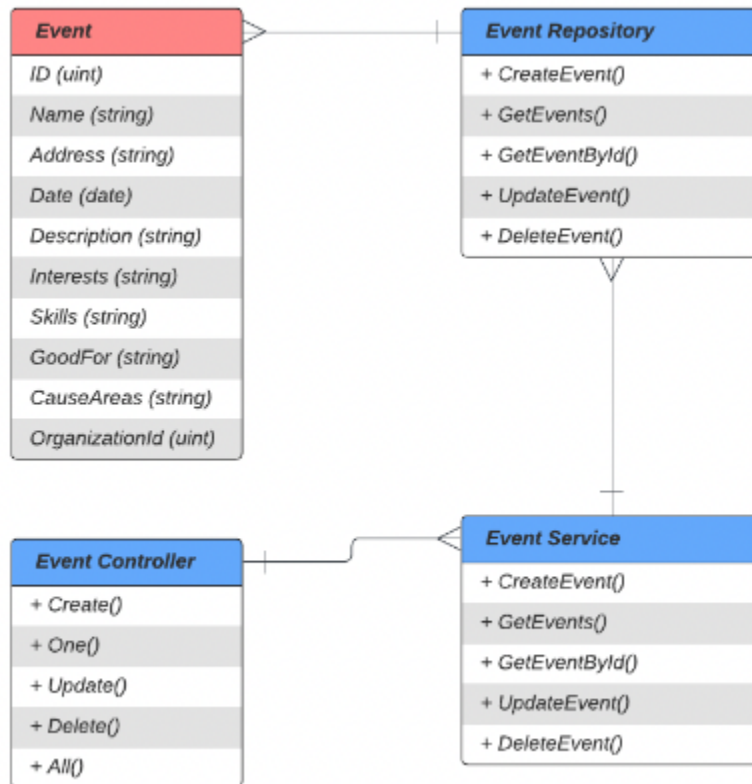 Event
ID (uint)
Name (string)
Address (string)
Date (date)
Description (string)
Interests (string)
Skills (string)
GoodFor (string)
CauseAreas (string)
OrganizationId (uint)
Event Repository
+ CreateEvent()
+ GetEvents()
+ GetEventById()
+ UpdateEvent()
+ DeleteEvent()
Event Controller
+ Create()
+ One()
+ Update()
+ Delete()
+ All()
Event Service
+ CreateEvent()
+ GetEvents()
+ GetEventById()
+ UpdateEvent()
+ DeleteEvent()